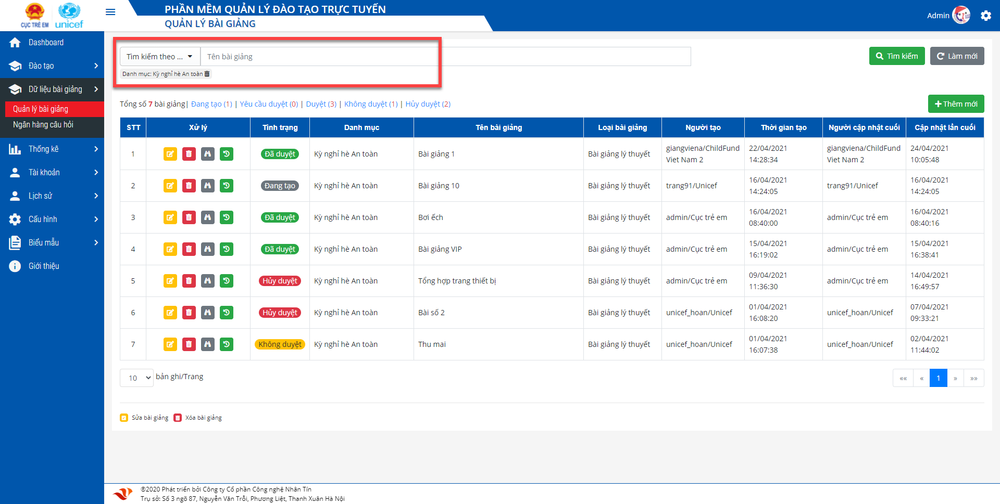 CỤC TRẺ EM unicef
PHẦN MỀM QUẢN LÝ ĐÀO TẠO TRỰC TUYẾN
QUẢN LÝ BÀI GIẢNG
Admin
Dashboard
Đào tạo
Dữ liệu bài giảng
Quản lý bài giảng
Ngân hàng câu hỏi
Thống kê
Tài khoản
Lịch sử
Cấu hình
Biểu mẫu
Giới thiệu
Tìm kiếm theo ... Tên bài giảng Tìm kiếm Làm mới
Danh mục: Kỳ nghỉ hè An toàn
Tổng số 7 bài giảng| Đang tạo (1) | Yêu cầu duyệt (0) | Duyệt (3) | Không duyệt (1) | Hủy duyệt (2) Thêm mới
STT Xử lý Tình trạng Danh mục Tên bài giảng Loại bài giảng Người tạo Thời gian tạo Người cập nhật cuối Cập nhật lần cuối
1 Đã duyệt Kỳ nghỉ hè An toàn Bài giảng 1 Bài giảng lý thuyết giangviena/ChildFund 22/04/2021 giangviena/ChildFund 24/04/2021
Viet Nam 2 14:28:34 Viet Nam 2 10:05:48
2 Đang tạo Kỳ nghỉ hè An toàn Bài giảng 10 Bài giảng lý thuyết trang91/Unicef 16/04/2021 trang91/Unicef 16/04/2021
14:24:05 14:24:05
3 Đã duyệt Kỳ nghỉ hè An toàn Bơi ếch Bài giảng lý thuyết admin/Cục trẻ em 16/04/2021 admin/Cục trẻ em 16/04/2021
08:40:00 08:40:16
4 Đã duyệt Kỳ nghỉ hè An toàn Bài giảng VIP Bài giảng lý thuyết admin/Cục trẻ em 15/04/2021 admin/Cục trẻ em 15/04/2021
16:19:02 16:38:41
5 Hủy duyệt Kỳ nghỉ hè An toàn Tổng hợp trang thiết bị Bài giảng lý thuyết admin/Cục trẻ em 09/04/2021 admin/Cục trẻ em 14/04/2021
11:36:30 16:49:57
6 Hủy duyệt Kỳ nghỉ hè An toàn Bài số 2 Bài giảng lý thuyết unicef_hoan/Unicef 01/04/2021 unicef_hoan/Unicef 07/04/2021
16:08:20 09:33:21
7 Không duyệt Kỳ nghỉ hè An toàn Thu mai Bài giảng lý thuyết unicef_hoan/Unicef 01/04/2021 unicef_hoan/Unicef 02/04/2021
16:07:38 11:44:02
10 bản ghi/Trang «« « 1 » »»
Sửa bài giảng Xóa bài giảng
©2020 Phát triển bởi Công ty Cổ phần Công nghệ Nhân Tín
Trụ sở: Số 3 ngõ 87, Nguyễn Văn Trỗi, Phương Liệt, Thanh Xuân Hà Nội